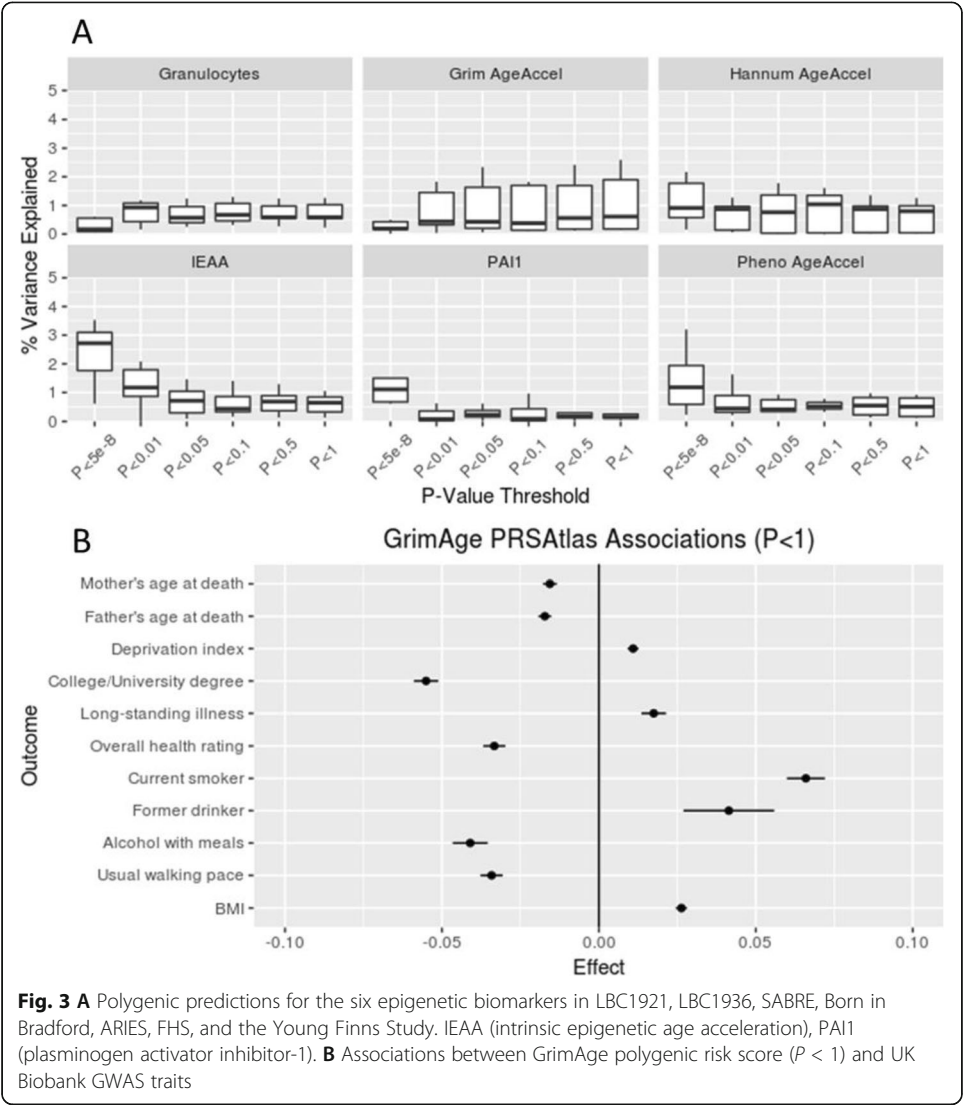 A
Granulocytes
Grim AgeAccel
Hannum AgeAccel
5
4
3
2
1
0
% Variance Explained
IEAA
PAI1
Pheno AgeAccel
5
4
3
2
1
0
P<5e-8 P<0.01 P<0.05 P<0.1 P<0.5 P<1
P<5e-8 P<0.01 P<0.05 P<0.1 P<0.5 P<1
P<5e-8 P<0.01 P<0.05 P<0.1 P<0.5 P<1
P-Value Threshold
B
GrimAge PRSAtlas Associations (P<1)
Outcome
Mother's age at death
Father's age at death
Deprivation index
College/University degree
Long-standing illness
Overall health rating
Current smoker
Former drinker
Alcohol with meals
Usual walking pace
BMI
-0.10 -0.05 0.00 0.05 0.10
Effect
Fig. 3 A Polygenic predictions for the six epigenetic biomarkers in LBC1921, LBC1936, SABRE, Born in
Bradford, ARIES, FHS, and the Young Finns Study. IEAA (intrinsic epigenetic age acceleration), PAI1
(plasminogen activator inhibitor-1). B Associations between GrimAge polygenic risk score (P < 1) and UK
Biobank GWAS traits